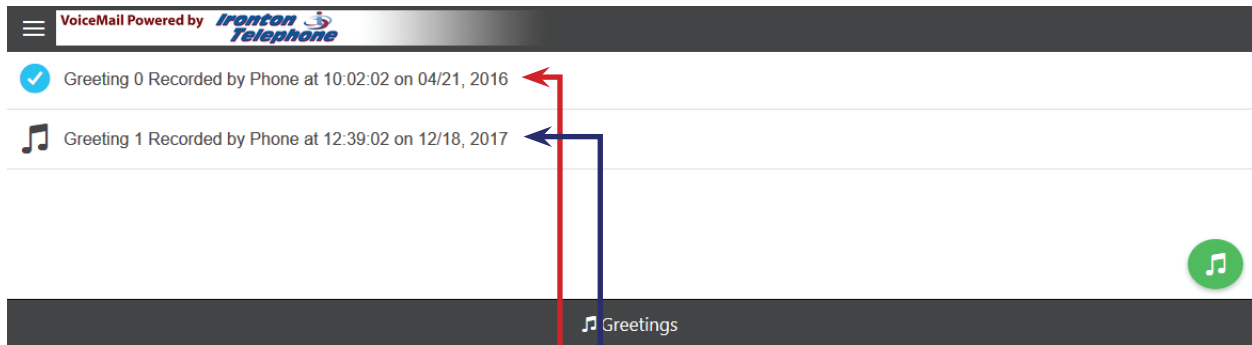 VoiceMail Powered by Ironton Telephone
Greeting 0 Recorded by Phone at 10:02:02 on 04/21, 2016
Greeting 1 Recorded by Phone at 12:39:02 on 12/18, 2017
Greetings